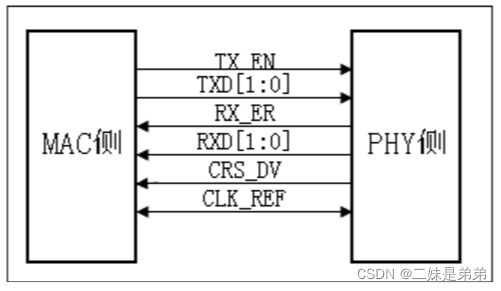 TX_EN
TXD[1:0]
RX_ER
MAC侧
RXD[1:0]
PHY侧
CRS_DV
CLK_REF
CSDN @二妹是弟弟